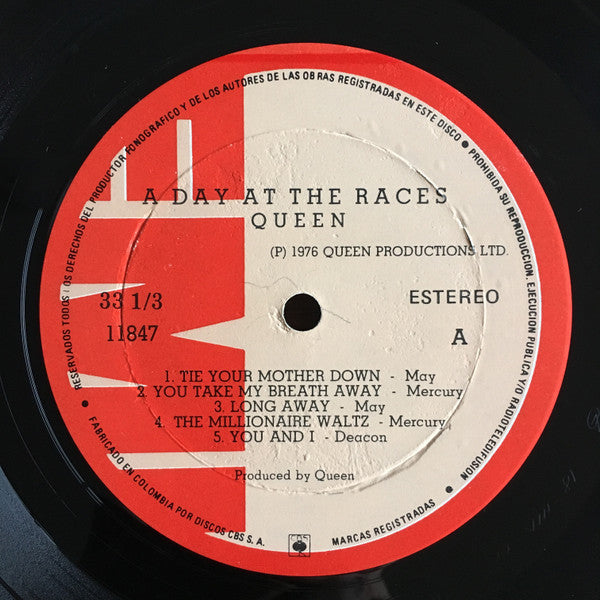 RESERVADOS TODOS LOS DERECHOS DEL PRODUCTOR FONOGRAFICO Y DE LOS AUTORES DE LAS OBRAS REGISTRADAS EN ESTE DISCO • PROHIBIDA SU REPRODUCCION, EJECUCION PUBLICA Y/O RADIOTELEDIFUSION •
EMI
A DAY AT THE RACES
QUEEN
(P) 1976 QUEEN PRODUCTIONS LTD.
33 1/3
ESTEREO
11847
A
1. TIE YOUR MOTHER DOWN - May
2. YOU TAKE MY BREATH AWAY - Mercury
3. LONG AWAY - May
4. THE MILLIONAIRE WALTZ - Mercury
5. YOU AND I - Deacon
Produced by Queen
• FABRICADO EN COLOMBIA POR DISCOS CBS S. A.
CBS
MARCAS REGISTRADAS •